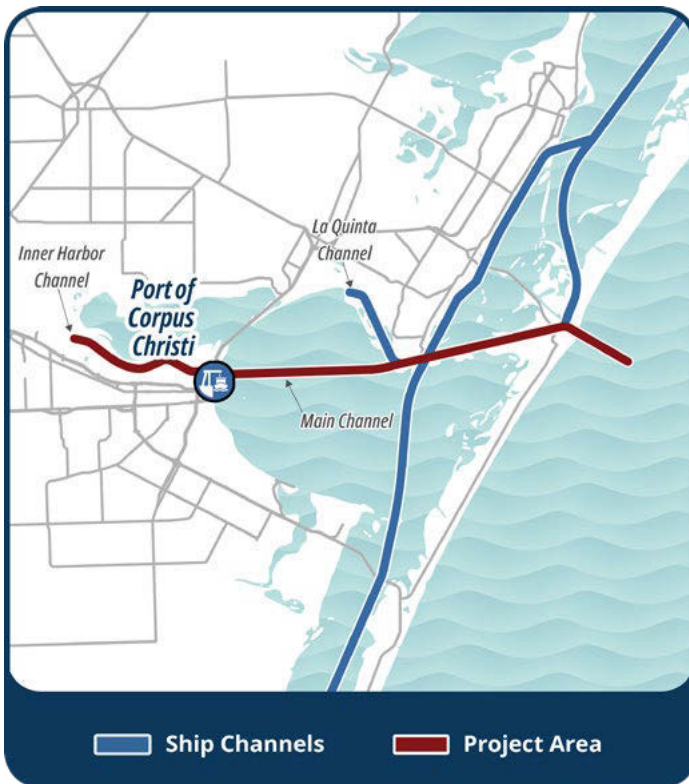 La Quinta
Channel
Inner Harbor
Channel
Port of
Corpus
Christi
Main Channel
Ship Channels
Project Area